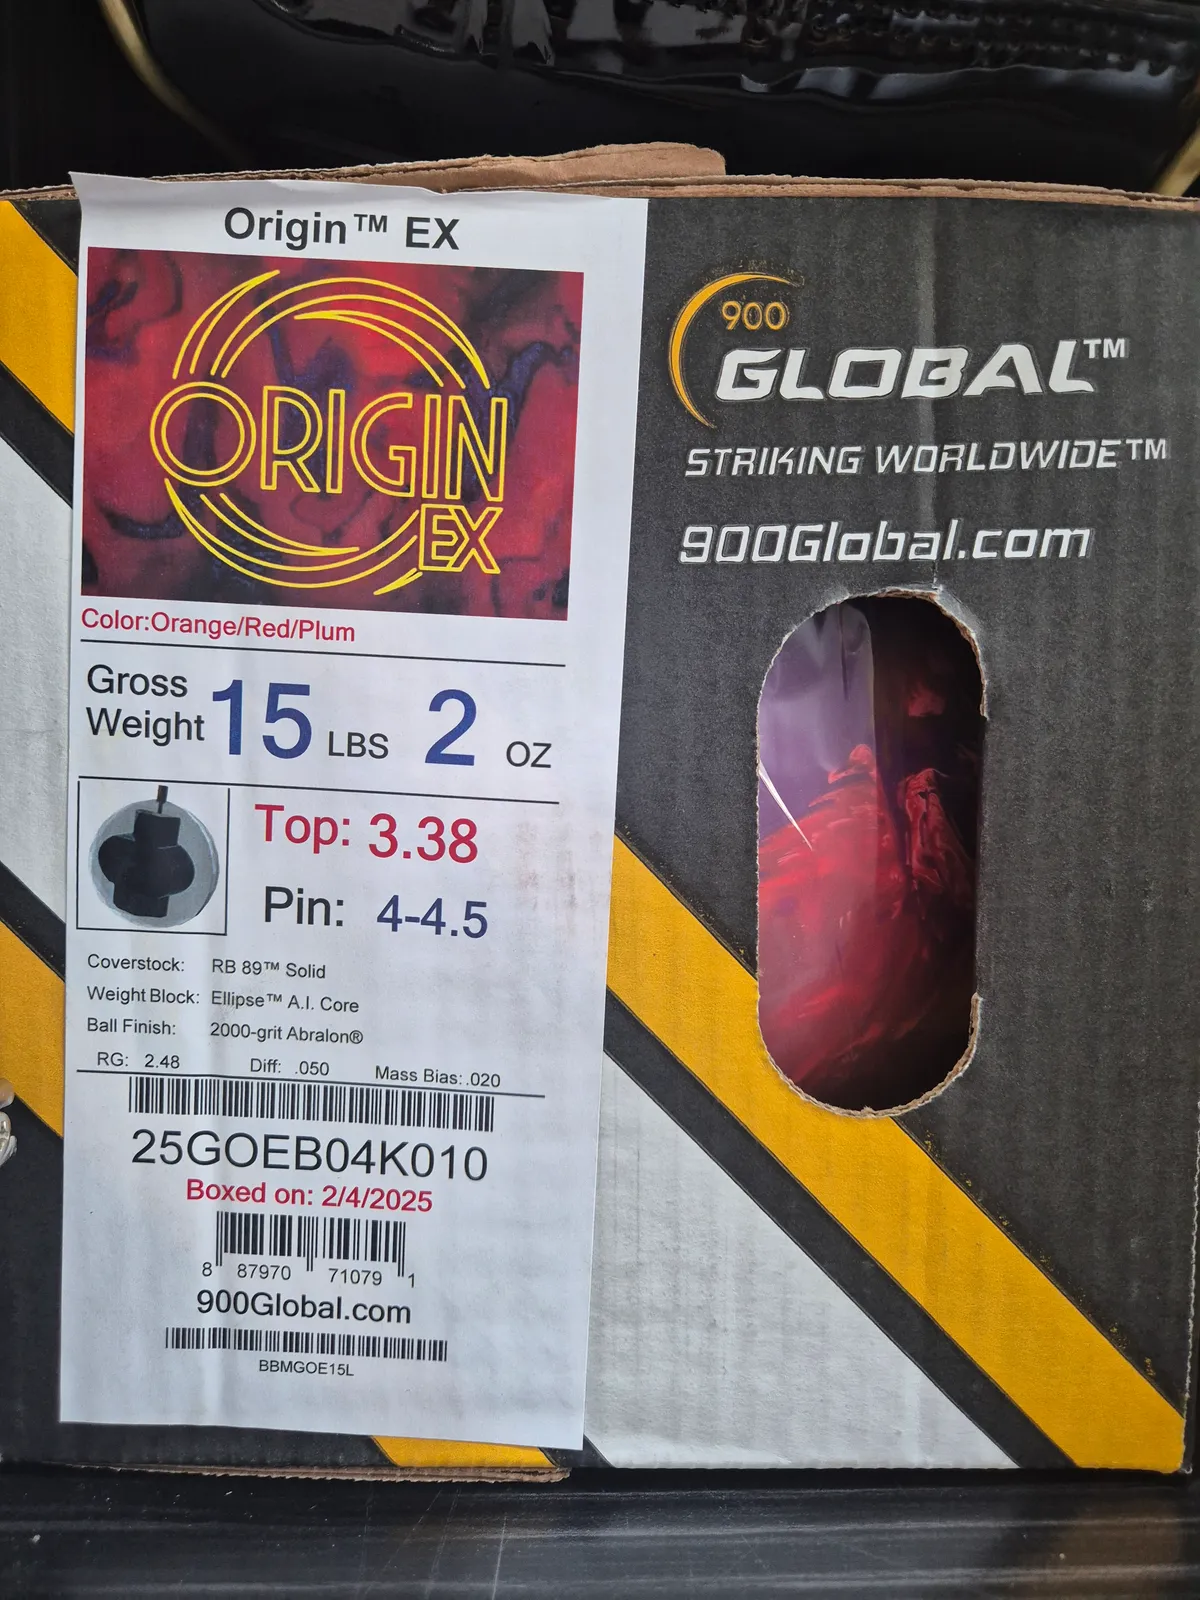 Origin™ EX
ORIGIN
EX
Color:Orange/Red/Plum
Gross
Weight 15 LBS 2 OZ
Top: 3.38
Pin: 4-4.5
Coverstock: RB 89™ Solid
Weight Block: Ellipse™ A.I. Core
Ball Finish: 2000-grit Abralon®
RG: 2.48 Diff: .050 Mass Bias: .020
25GOEB04K010
Boxed on: 2/4/2025
8 87970 71079 1
900Global.com
BBMGOE15L
900
GLOBAL™
STRIKING WORLDWIDE™
900Global.com